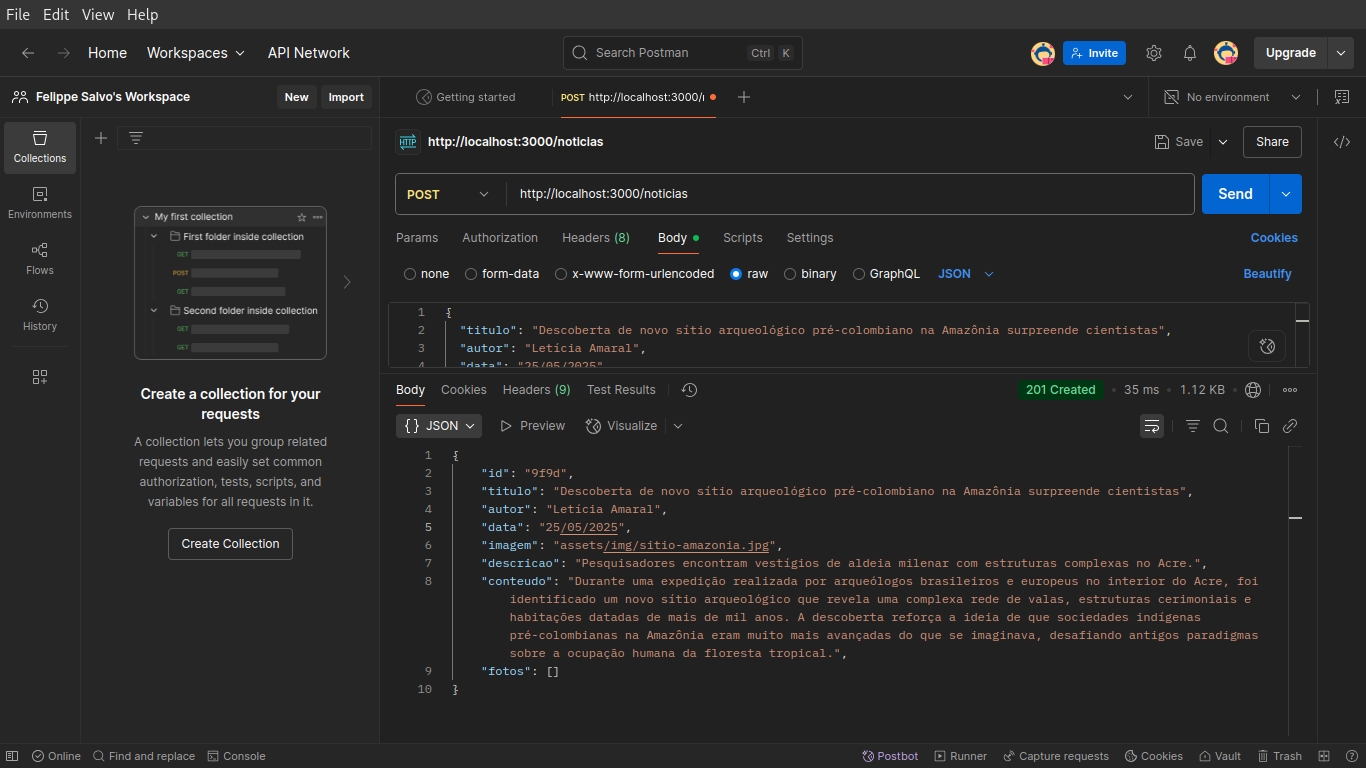 File Edit View Help
Home Workspaces API Network Search Postman Ctrl K Invite Upgrade
Felippe Salvo's Workspace New Import Getting started POST http://localhost:3000/ No environment
Collections
Environments
Flows
History
My first collection
First folder inside collection
GET
POST
GET
Second folder inside collection
GET
GET
Create a collection for your
requests
A collection lets you group related
requests and easily set common
authorization, tests, scripts, and
variables for all requests in it.
Create Collection
HTTP http://localhost:3000/noticias Save Share
POST http://localhost:3000/noticias Send
Params Authorization Headers (8) Body Scripts Settings Cookies
none form-data x-www-form-urlencoded raw binary GraphQL JSON Beautify
1 {
2 "titulo": "Descoberta de novo sítio arqueológico pré-colombiano na Amazônia surpreende cientistas",
3 "autor": "Letícia Amaral",
4 "data": "25/05/2025"
Body Cookies Headers (9) Test Results 201 Created 35 ms 1.12 KB
{} JSON Preview Visualize
1 {
2 "id": "9f9d",
3 "titulo": "Descoberta de novo sítio arqueológico pré-colombiano na Amazônia surpreende cientistas",
4 "autor": "Letícia Amaral",
5 "data": "25/05/2025",
6 "imagem": "assets/img/sitio-amazonia.jpg",
7 "descricao": "Pesquisadores encontram vestígios de aldeia milenar com estruturas complexas no Acre.",
8 "conteudo": "Durante uma expedição realizada por arqueólogos brasileiros e europeus no interior do Acre, foi
identificado um novo sítio arqueológico que revela uma complexa rede de valas, estruturas cerimoniais e
habitações datadas de mais de mil anos. A descoberta reforça a ideia de que sociedades indígenas
pré-colombianas na Amazônia eram muito mais avançadas do que se imaginava, desafiando antigos paradigmas
sobre a ocupação humana da floresta tropical.",
9 "fotos": []
10 }
Online Find and replace Console Postbot Runner Capture requests Cookies Vault Trash